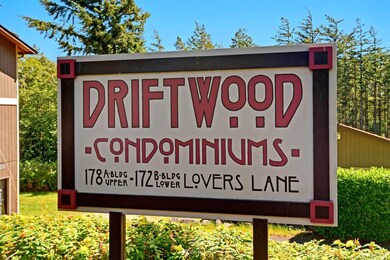 DRIFTWOOD
·CONDOMINIUMS·
178 A-BLDG UPPER · 172 B-BLDG LOWER LOVERS LANE